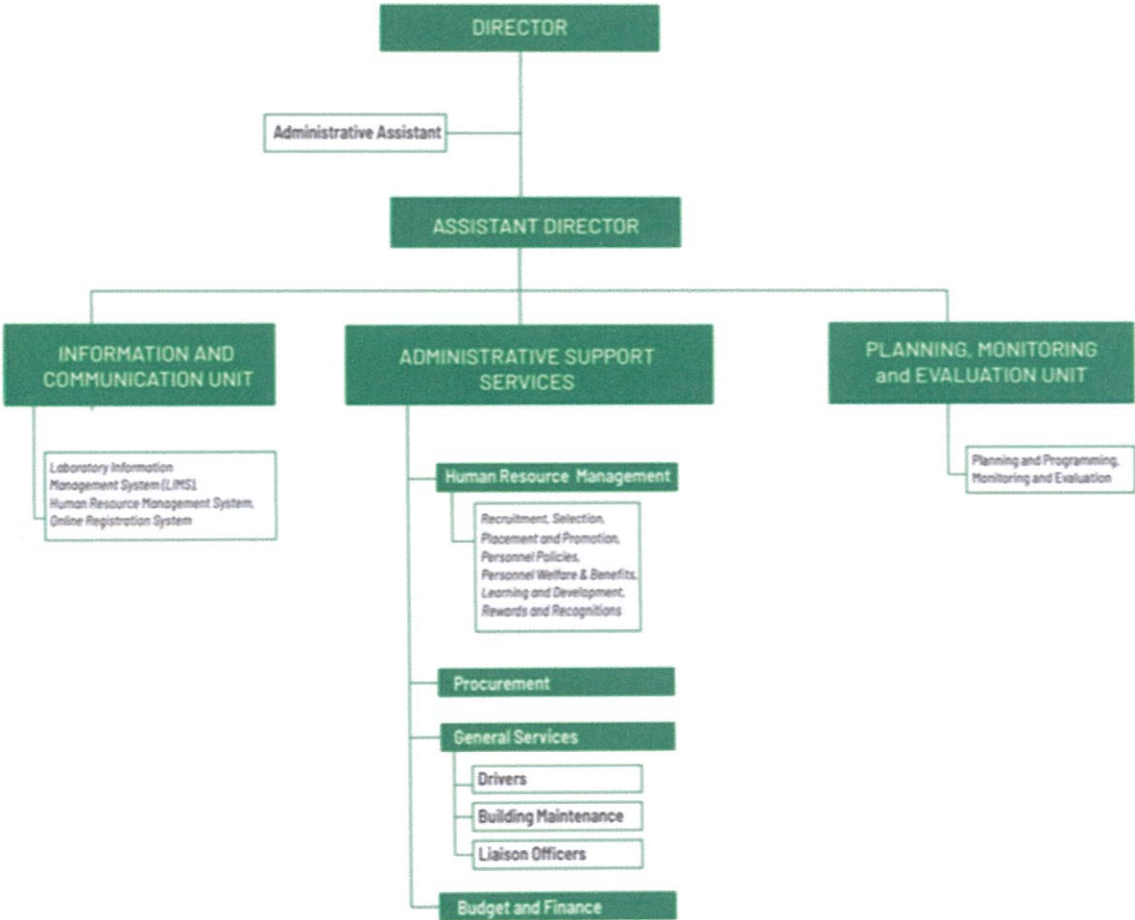 DIRECTOR
Administrative Assistant
ASSISTANT DIRECTOR
INFORMATION AND
COMMUNICATION UNIT
Laboratory Information
Management System (LIMS),
Human Resource Management System,
Online Registration System
ADMINISTRATIVE SUPPORT
SERVICES
Human Resource Management
Recruitment, Selection,
Placement and Promotion,
Personnel Policies,
Personnel Welfare & Benefits,
Learning and Development,
Rewards and Recognitions
Procurement
General Services
Drivers
Building Maintenance
Liaison Officers
Budget and Finance
PLANNING, MONITORING
and EVALUATION UNIT
Planning and Programming,
Monitoring and Evaluation